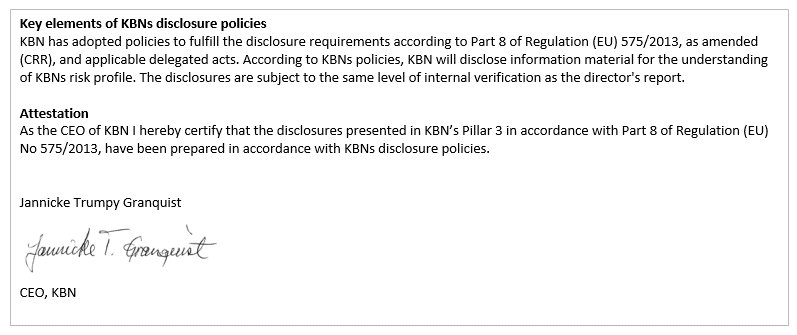 Key elements of KBNs disclosure policies
KBN has adopted policies to fulfill the disclosure requirements according to Part 8 of Regulation (EU) 575/2013, as amended
(CRR), and applicable delegated acts. According to KBNs policies, KBN will disclose information material for the understanding
of KBNs risk profile. The disclosures are subject to the same level of internal verification as the director's report.
Attestation
As the CEO of KBN I hereby certify that the disclosures presented in KBN’s Pillar 3 in accordance with Part 8 of Regulation (EU)
No 575/2013, have been prepared in accordance with KBNs disclosure policies.
Jannicke Trumpy Granquist
Jannicke T. Granquist
CEO, KBN